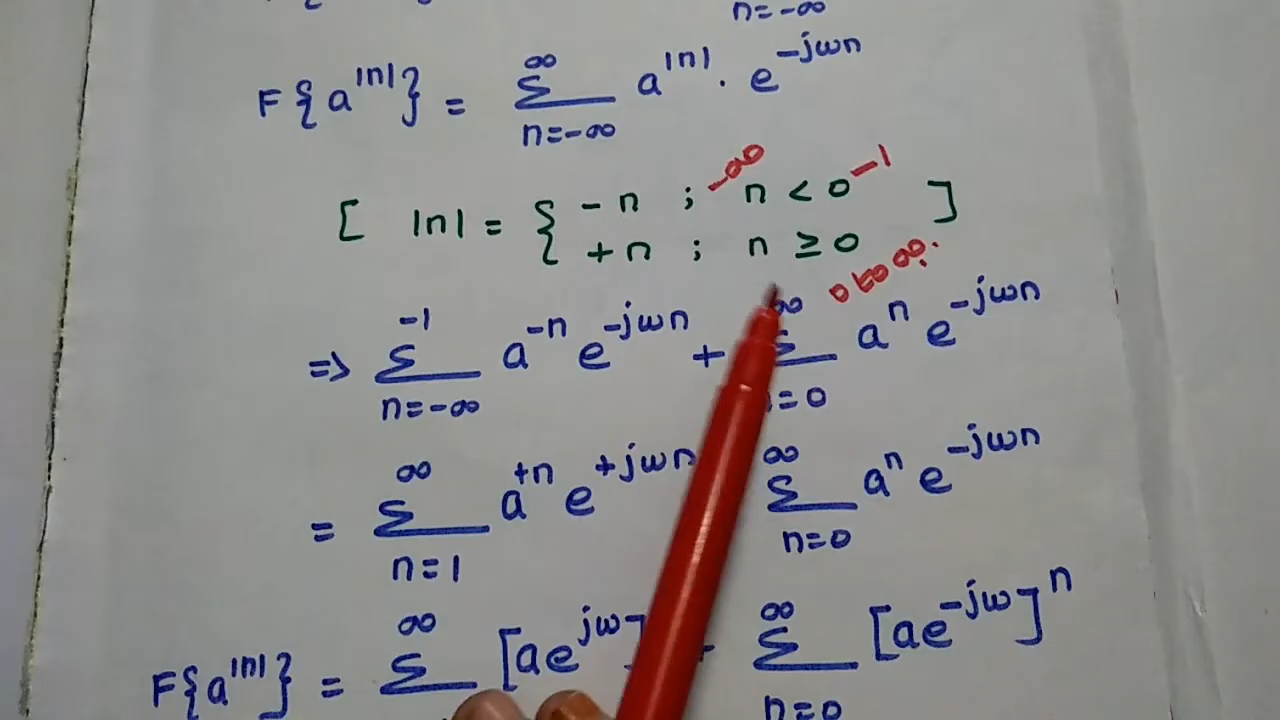 n=-∞
F{a^|n|} = Σ_{n=-∞}^{∞} a^|n| . e^{-jωn}
[ |n| = { -n ; -∞ n < 0 -1 ]
+n ; n ≥ 0 0 to ∞.
=> Σ_{n=-∞}^{-1} a^{-n} e^{-jωn} + Σ_{n=0}^{∞} a^n e^{-jωn}
= Σ_{n=1}^{∞} a^{+n} e^{+jωn} Σ_{n=0}^{∞} a^n e^{-jωn}
F{a^|n|} = Σ^{∞} [ae^{jω}] + Σ_{n=0}^{∞} [ae^{-jω}]^n